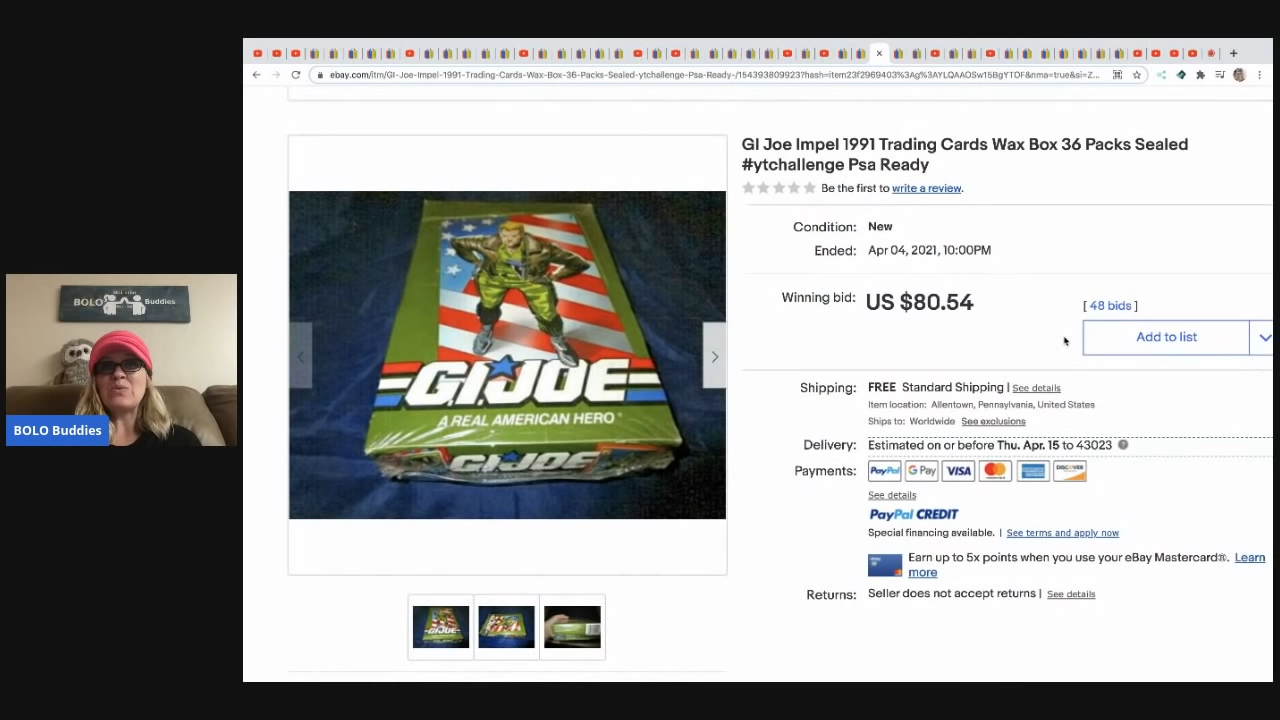 ebay.com/itm/GI-Joe-Impel-1991-Trading-Cards-Wax-Box-36-Packs-Sealed-ytchallenge-Psa-Ready-/154393809923?hash=item23f2969403%3Ag%3AYLQAAOSw15BgYTOF&nma=true&si=Z...
GI Joe Impel 1991 Trading Cards Wax Box 36 Packs Sealed
#ytchallenge Psa Ready
Be the first to write a review.
Condition: New
Ended: Apr 04, 2021, 10:00PM
Winning bid: US $80.54 [ 48 bids ]
Add to list
Shipping: FREE Standard Shipping | See details
Item location: Allentown, Pennsylvania, United States
Ships to: Worldwide See exclusions
Delivery: Estimated on or before Thu. Apr. 15 to 43023
Payments: PayPal G Pay VISA MasterCard AMERICAN EXPRESS DISCOVER
See details
PayPal CREDIT
Special financing available. | See terms and apply now
Earn up to 5x points when you use your eBay Mastercard®. Learn
more
Returns: Seller does not accept returns | See details
G.I.JOE
A REAL AMERICAN HERO
G.I.JOE
BOLO Buddies
BOLO Buddies